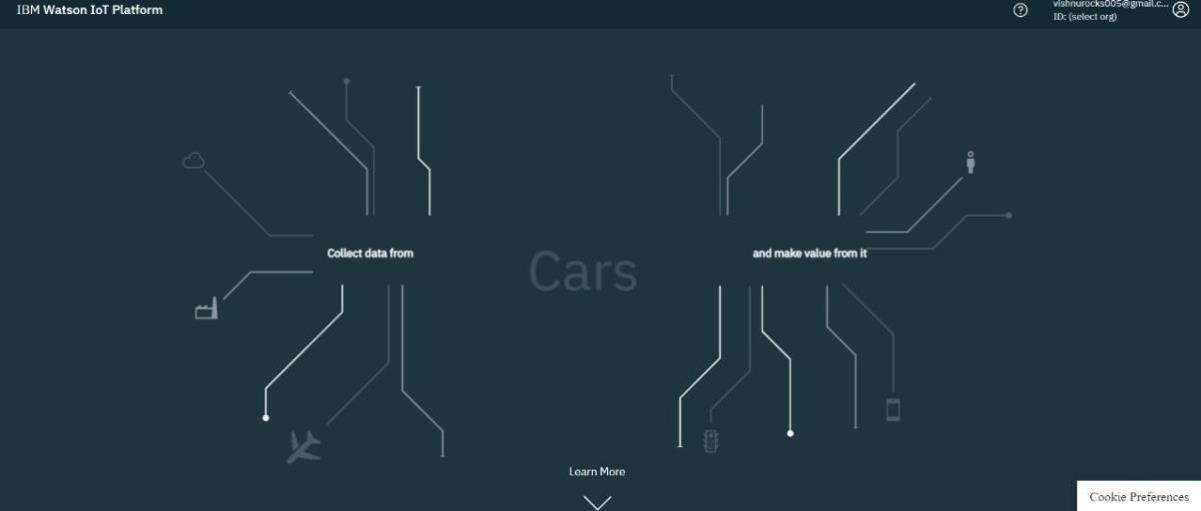 IBM Watson IoT Platform
vishnurocks005@gmail.c...
ID: (select org)
Collect data from
Cars
and make value from it
Learn More
Cookie Preferences